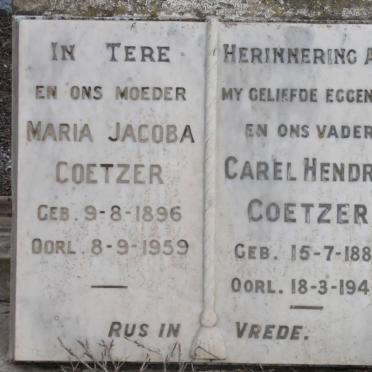 In Tere
en ons moeder
Maria Jacoba
Coetzer
Geb. 9-8-1896
Oorl. 8-9-1959
Herinnering A
my geliefde eggen
en ons vader
Carel Hendr
Coetzer
Geb. 15-7-188
Oorl. 18-3-194
Rus in Vrede.